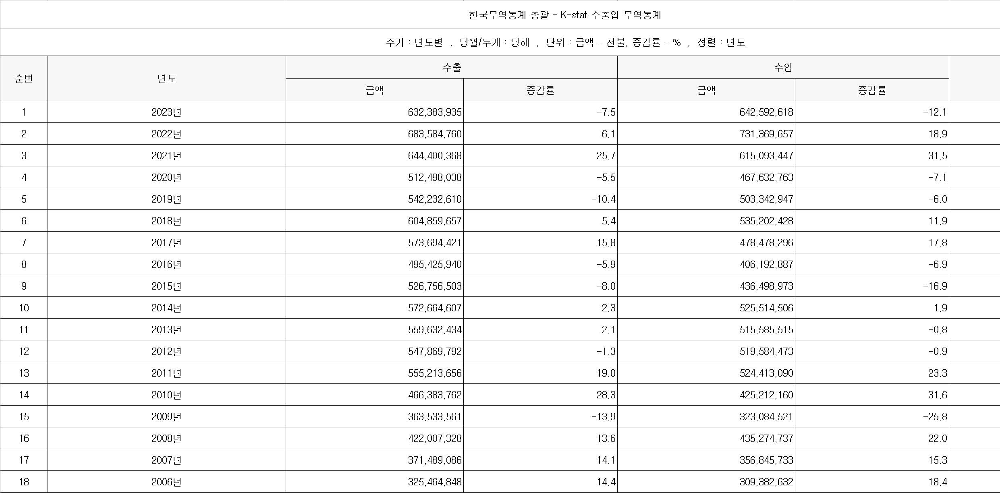 한국무역통계 총괄 - K-stat 수출입 무역통계
주기 : 년도별 , 당월/누계 : 당해 , 단위 : 금액 - 천불, 증감률 - % , 정렬 : 년도
순번 년도 수출 수입
금액 증감률 금액 증감률
1 2023년 632,383,935 -7.5 642,592,618 -12.1
2 2022년 683,584,760 6.1 731,369,657 18.9
3 2021년 644,400,368 25.7 615,093,447 31.5
4 2020년 512,498,038 -5.5 467,632,763 -7.1
5 2019년 542,232,610 -10.4 503,342,947 -6.0
6 2018년 604,859,657 5.4 535,202,428 11.9
7 2017년 573,694,421 15.8 478,478,296 17.8
8 2016년 495,425,940 -5.9 406,192,887 -6.9
9 2015년 526,756,503 -8.0 436,498,973 -16.9
10 2014년 572,664,607 2.3 525,514,506 1.9
11 2013년 559,632,434 2.1 515,585,515 -0.8
12 2012년 547,869,792 -1.3 519,584,473 -0.9
13 2011년 555,213,656 19.0 524,413,090 23.3
14 2010년 466,383,762 28.3 425,212,160 31.6
15 2009년 363,533,561 -13.9 323,084,521 -25.8
16 2008년 422,007,328 13.6 435,274,737 22.0
17 2007년 371,489,086 14.1 356,845,733 15.3
18 2006년 325,464,848 14.4 309,382,632 18.4